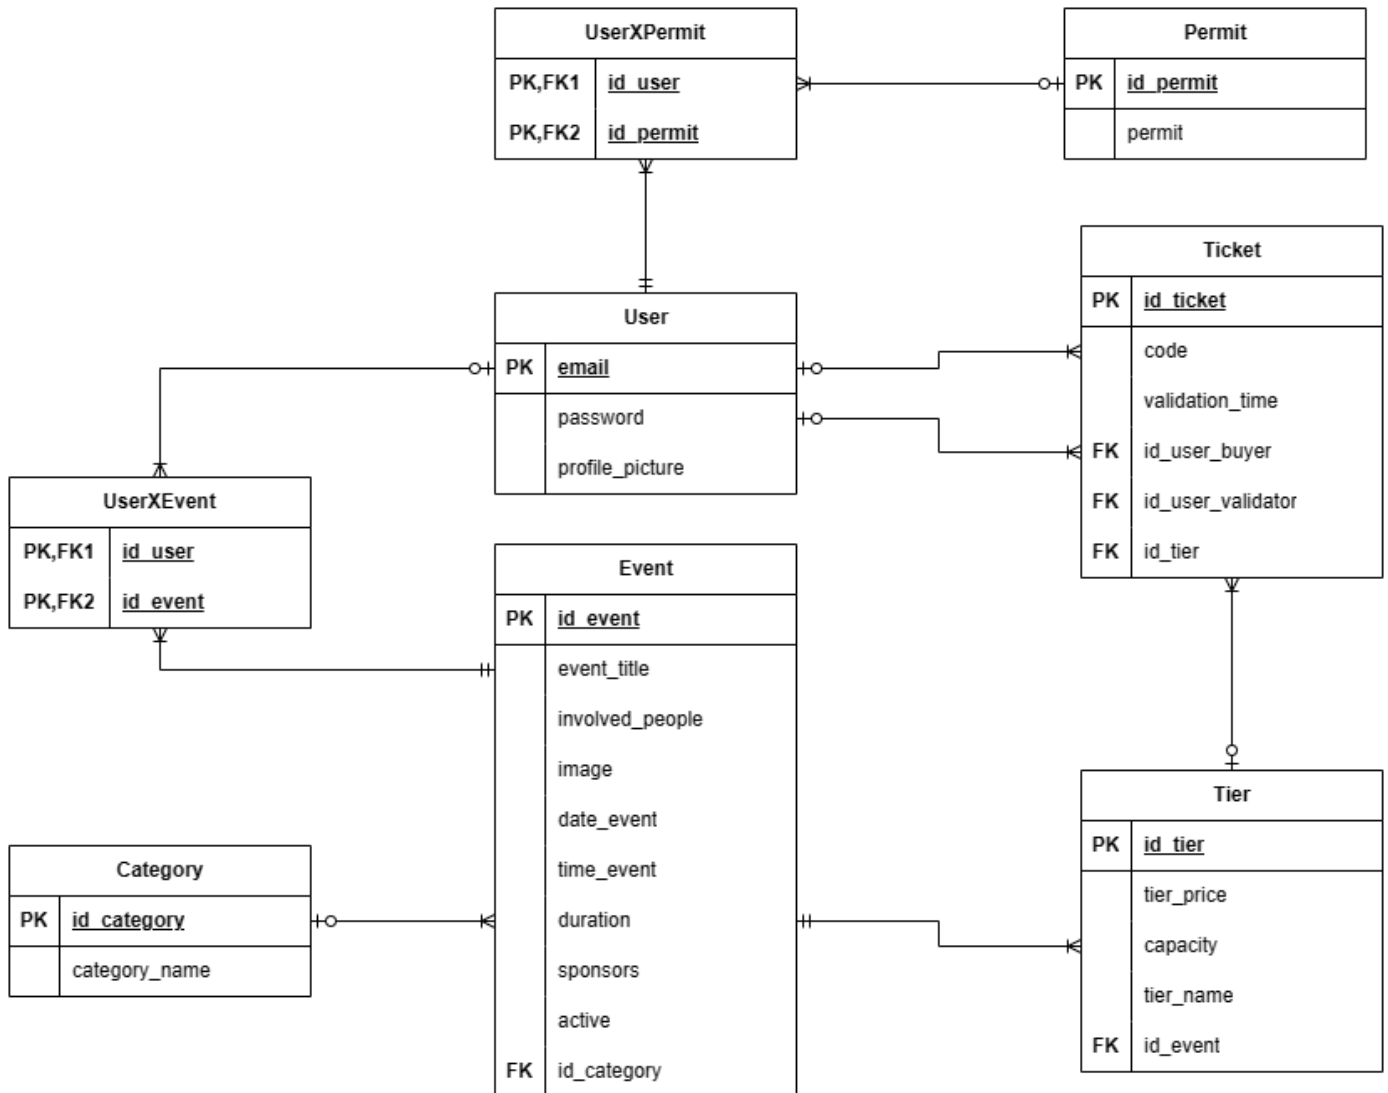 UserXPermit
PK,FK1 id_user
PK,FK2 id_permit
Permit
PK id_permit
permit
Ticket
PK id_ticket
code
validation_time
FK id_user_buyer
FK id_user_validator
FK id_tier
User
PK email
password
profile_picture
UserXEvent
PK,FK1 id_user
PK,FK2 id_event
Event
PK id_event
event_title
involved_people
image
date_event
time_event
duration
sponsors
active
FK id_category
Category
PK id_category
category_name
Tier
PK id_tier
tier_price
capacity
tier_name
FK id_event